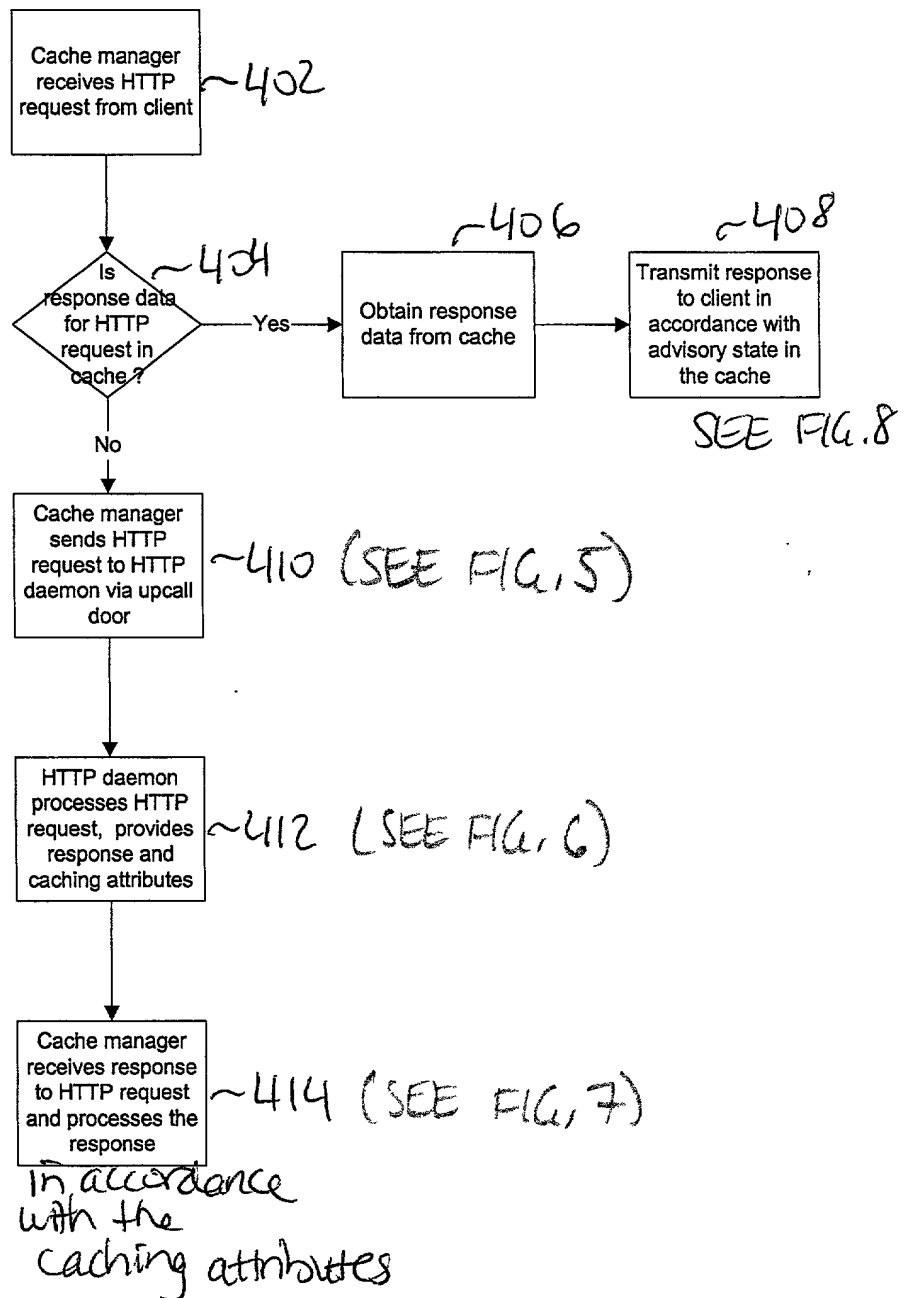 Cache manager
receives HTTP
request from client
~402
Is
response data
for HTTP
request in
cache ?
~404
Yes
~406
Obtain response
data from cache
~408
Transmit response
to client in
accordance with
advisory state in
the cache
SEE FIG. 8
No
Cache manager
sends HTTP
request to HTTP
daemon via upcall
door
~410 (SEE FIG. 5)
HTTP daemon
processes HTTP
request, provides
response and
caching attributes
~412 (SEE FIG. 6)
Cache manager
receives response
to HTTP request
and processes the
response
~414 (SEE FIG. 7)
in accordance
with the
caching attributes